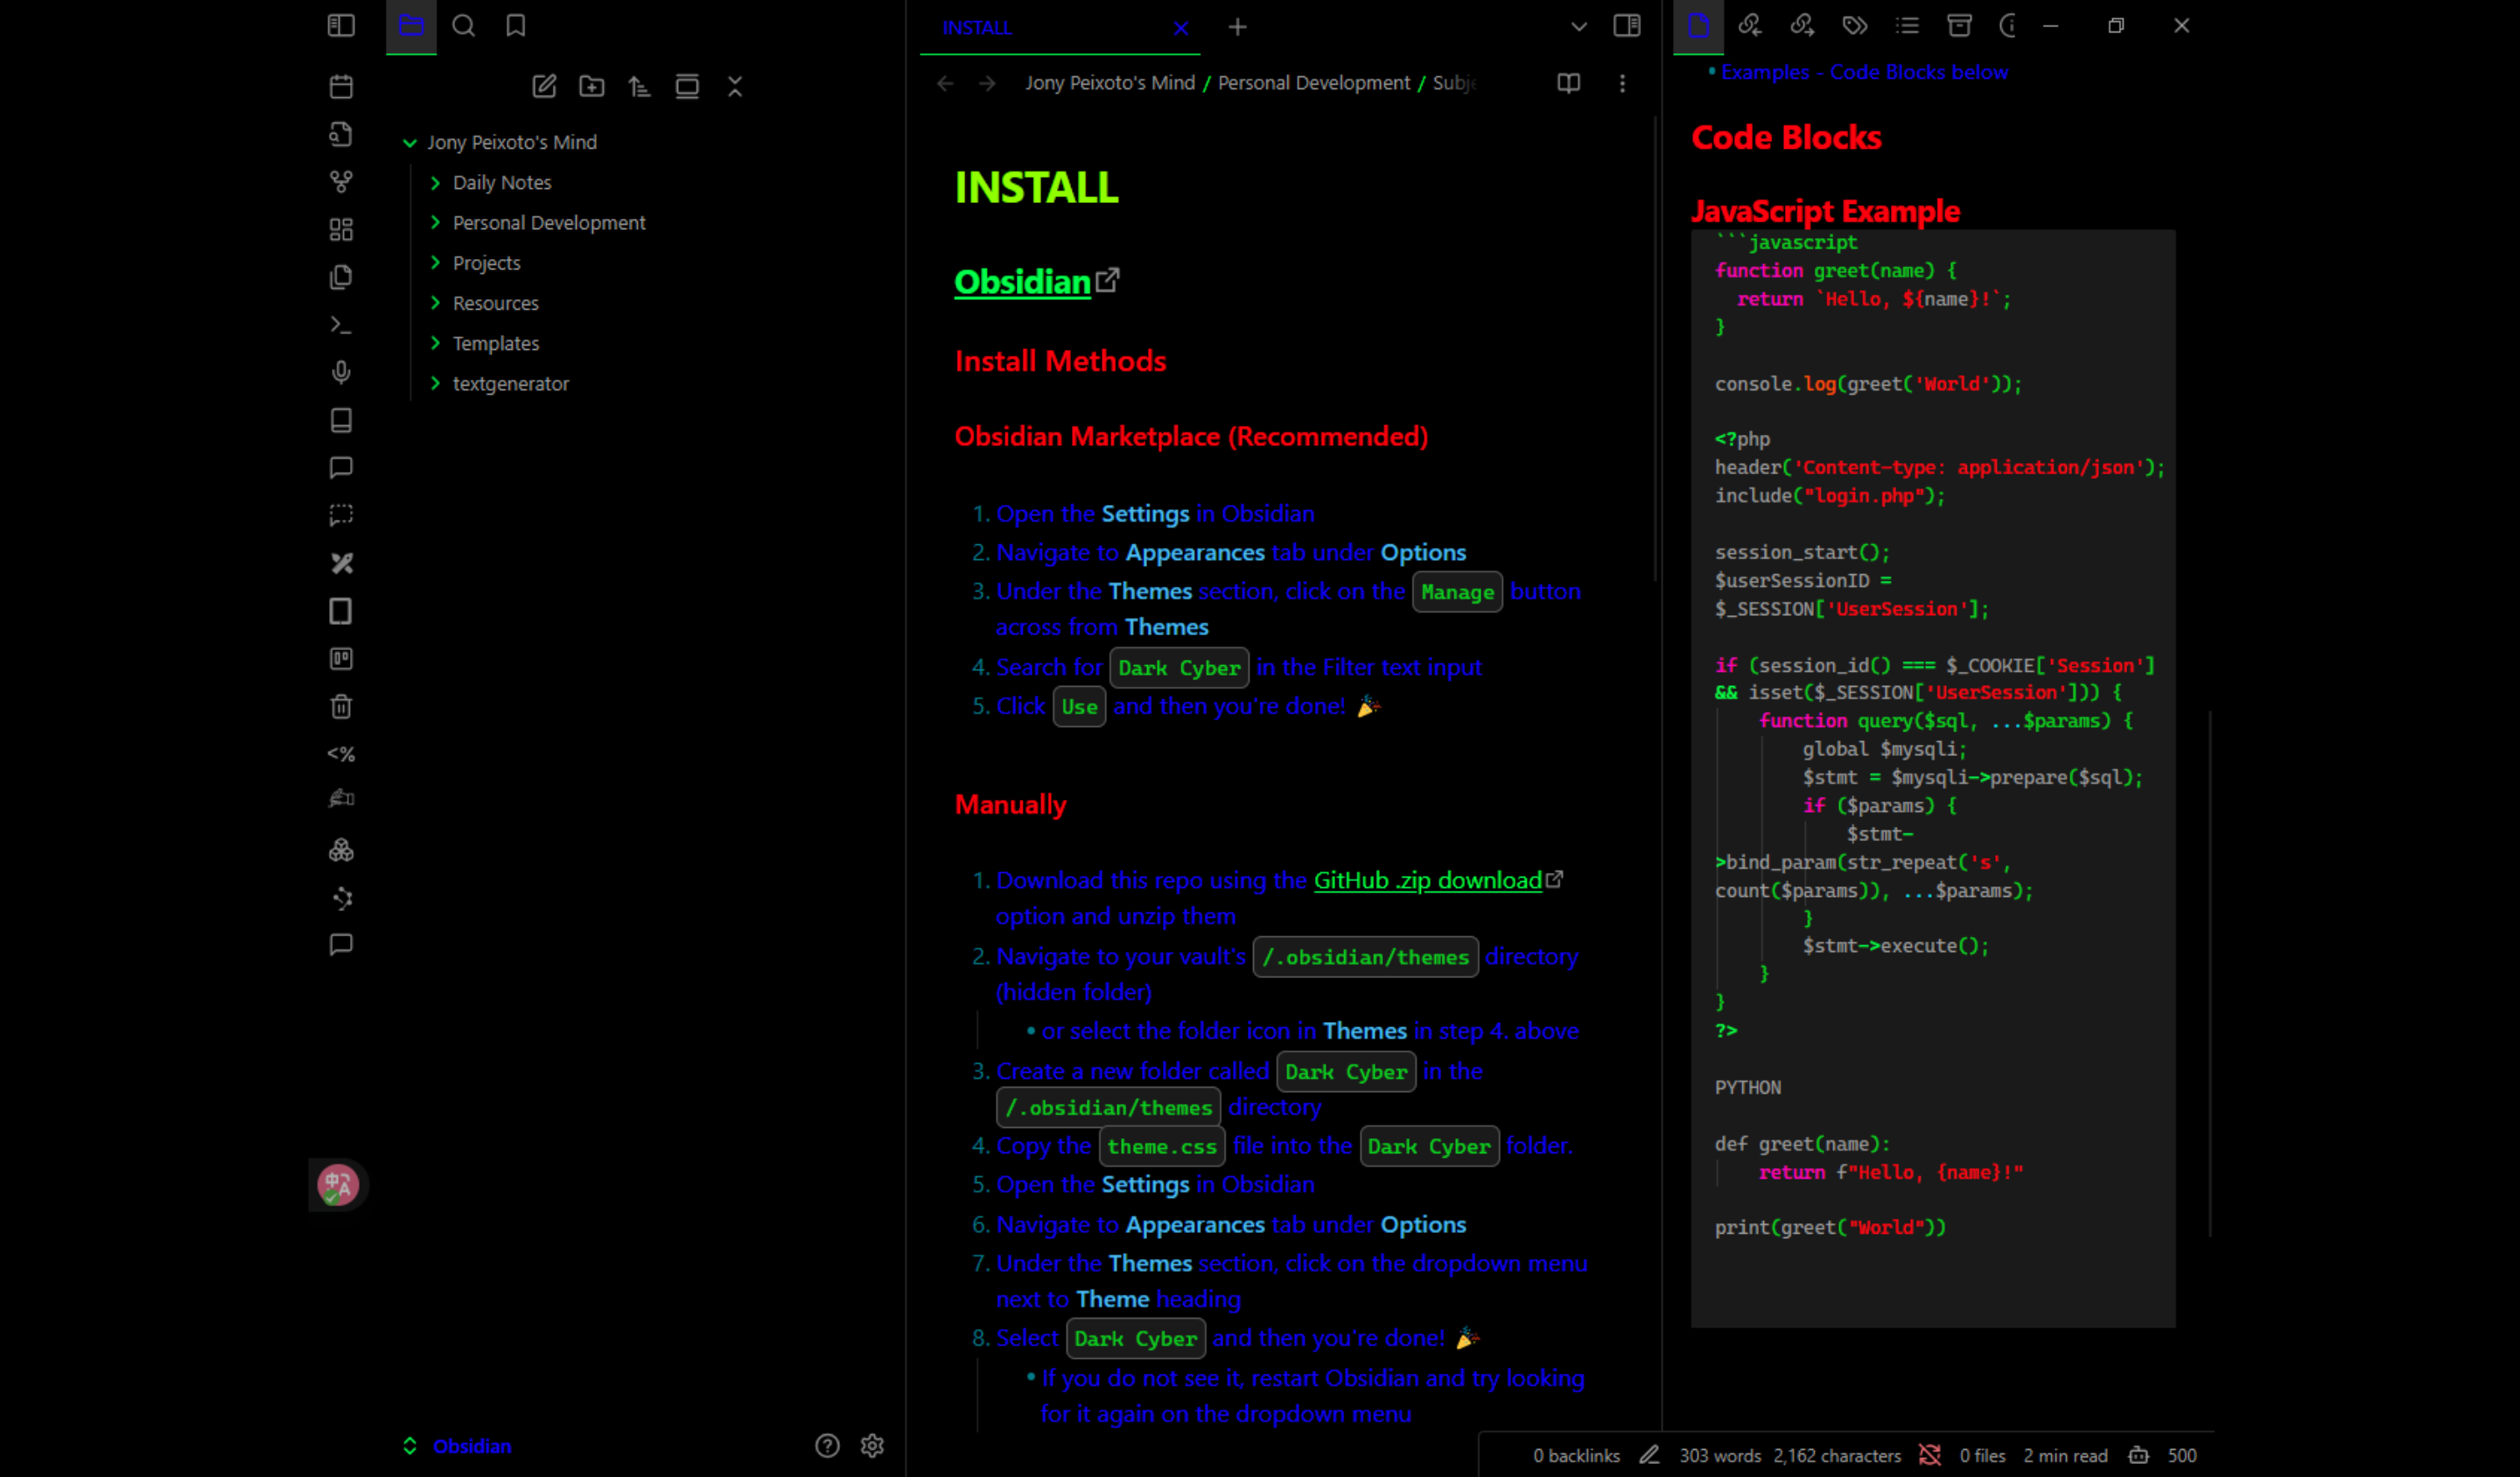 INSTALL
Jony Peixoto's Mind / Personal Development / Subje
Jony Peixoto's Mind
Daily Notes
Personal Development
Projects
Resources
Templates
textgenerator
<%
中A
Obsidian
INSTALL
Obsidian
Install Methods
Obsidian Marketplace (Recommended)
1. Open the Settings in Obsidian
2. Navigate to Appearances tab under Options
3. Under the Themes section, click on the Manage button
across from Themes
4. Search for Dark Cyber in the Filter text input
5. Click Use and then you're done! 🎉
Manually
1. Download this repo using the GitHub .zip download
option and unzip them
2. Navigate to your vault's /.obsidian/themes directory
(hidden folder)
• or select the folder icon in Themes in step 4. above
3. Create a new folder called Dark Cyber in the
/.obsidian/themes directory
4. Copy the theme.css file into the Dark Cyber folder.
5. Open the Settings in Obsidian
6. Navigate to Appearances tab under Options
7. Under the Themes section, click on the dropdown menu
next to Theme heading
8. Select Dark Cyber and then you're done! 🎉
• If you do not see it, restart Obsidian and try looking
for it again on the dropdown menu
• Examples - Code Blocks below
Code Blocks
JavaScript Example
```javascript
function greet(name) {
  return `Hello, ${name}!`;
}
console.log(greet('World'));
<?php
header('Content-type: application/json');
include("login.php");
session_start();
$userSessionID =
$_SESSION['UserSession'];
if (session_id() === $_COOKIE['Session']
&& isset($_SESSION['UserSession'])) {
    function query($sql, ...$params) {
        global $mysqli;
        $stmt = $mysqli->prepare($sql);
        if ($params) {
            $stmt-
>bind_param(str_repeat('s',
count($params)), ...$params);
        }
        $stmt->execute();
    }
}
?>
PYTHON
def greet(name):
    return f"Hello, {name}!"
print(greet("World"))
0 backlinks 303 words 2,162 characters 0 files 2 min read 500